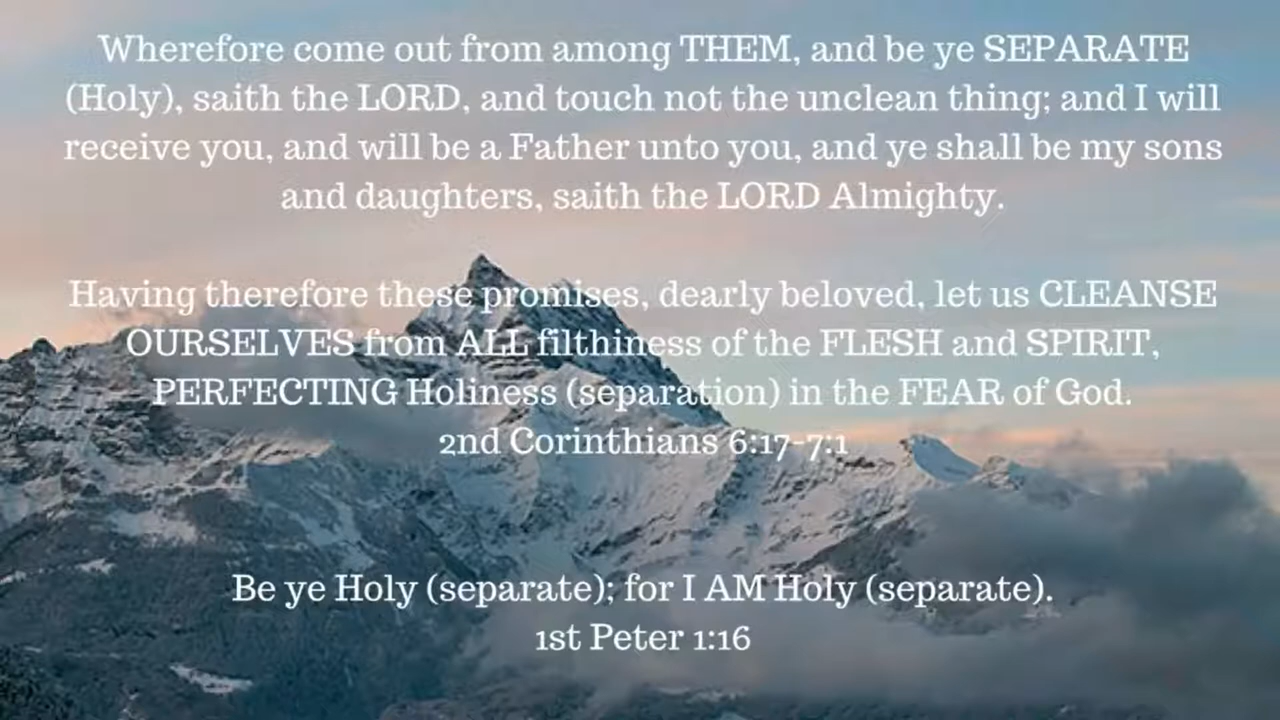 Wherefore come out from among THEM, and be ye SEPARATE
(Holy), saith the LORD, and touch not the unclean thing; and I will
receive you, and will be a Father unto you, and ye shall be my sons
and daughters, saith the LORD Almighty.
Having therefore these promises, dearly beloved, let us CLEANSE
OURSELVES from ALL filthiness of the FLESH and SPIRIT,
PERFECTING Holiness (separation) in the FEAR of God.
2nd Corinthians 6:17-7:1
Be ye Holy (separate); for I AM Holy (separate).
1st Peter 1:16